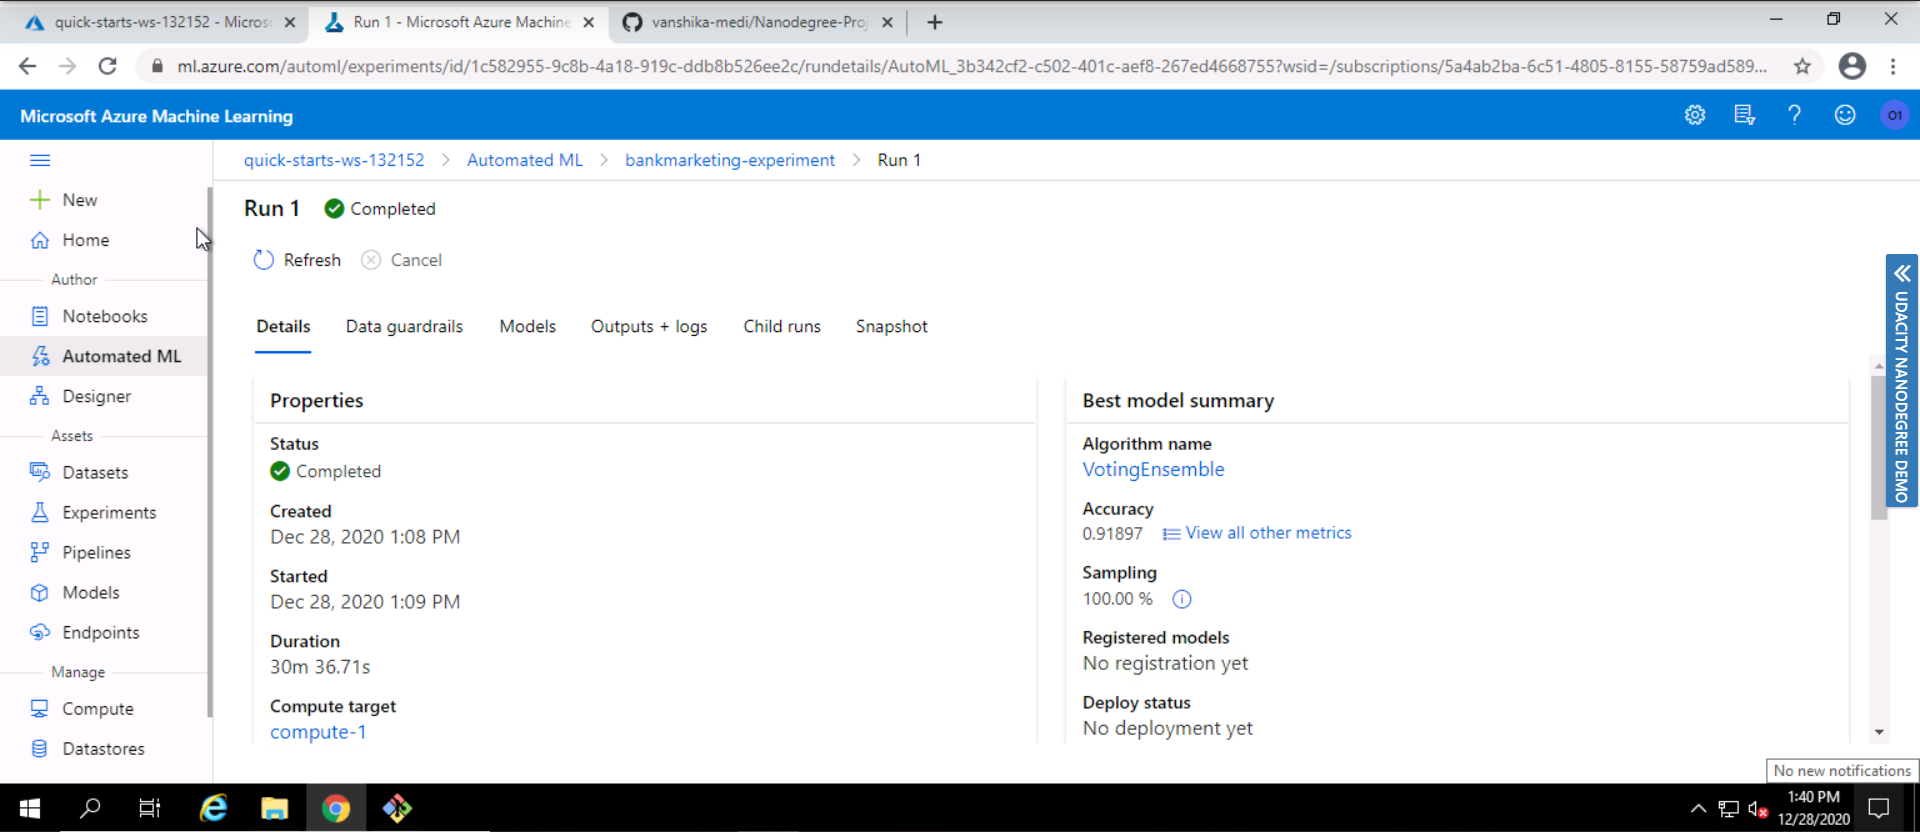 quick-starts-ws-132152 - Micros
Run 1 - Microsoft Azure Machine
vanshika-medi/Nanodegree-Proj
ml.azure.com/automl/experiments/id/1c582955-9c8b-4a18-919c-ddb8b526ee2c/rundetails/AutoML_3b342cf2-c502-401c-aef8-267ed4668755?wsid=/subscriptions/5a4ab2ba-6c51-4805-8155-58759ad589...
Microsoft Azure Machine Learning
O1
quick-starts-ws-132152 > Automated ML > bankmarketing-experiment > Run 1
New
Home
Author
Notebooks
Automated ML
Designer
Assets
Datasets
Experiments
Pipelines
Models
Endpoints
Manage
Compute
Datastores
Run 1 Completed
Refresh Cancel
Details Data guardrails Models Outputs + logs Child runs Snapshot
Properties
Status
Completed
Created
Dec 28, 2020 1:08 PM
Started
Dec 28, 2020 1:09 PM
Duration
30m 36.71s
Compute target
compute-1
Best model summary
Algorithm name
VotingEnsemble
Accuracy
0.91897 View all other metrics
Sampling
100.00 %
Registered models
No registration yet
Deploy status
No deployment yet
UDACITY NANODEGREE DEMO
No new notifications
1:40 PM
12/28/2020